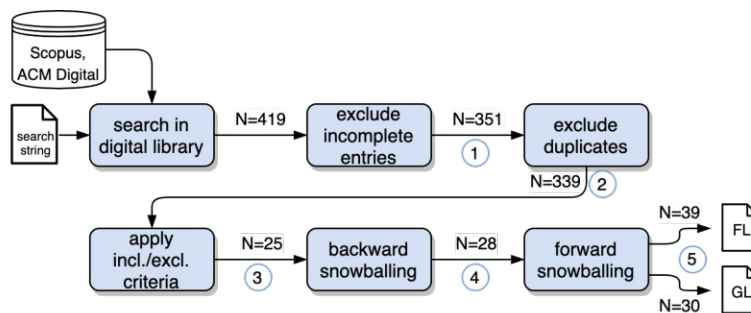 Scopus,
ACM Digital
search
string
search in
digital library
N=419
exclude
incomplete
entries
N=351
1
exclude
duplicates
N=339
2
apply
incl./excl.
criteria
N=25
3
backward
snowballing
N=28
4
forward
snowballing
N=39
FL
5
GL
N=30